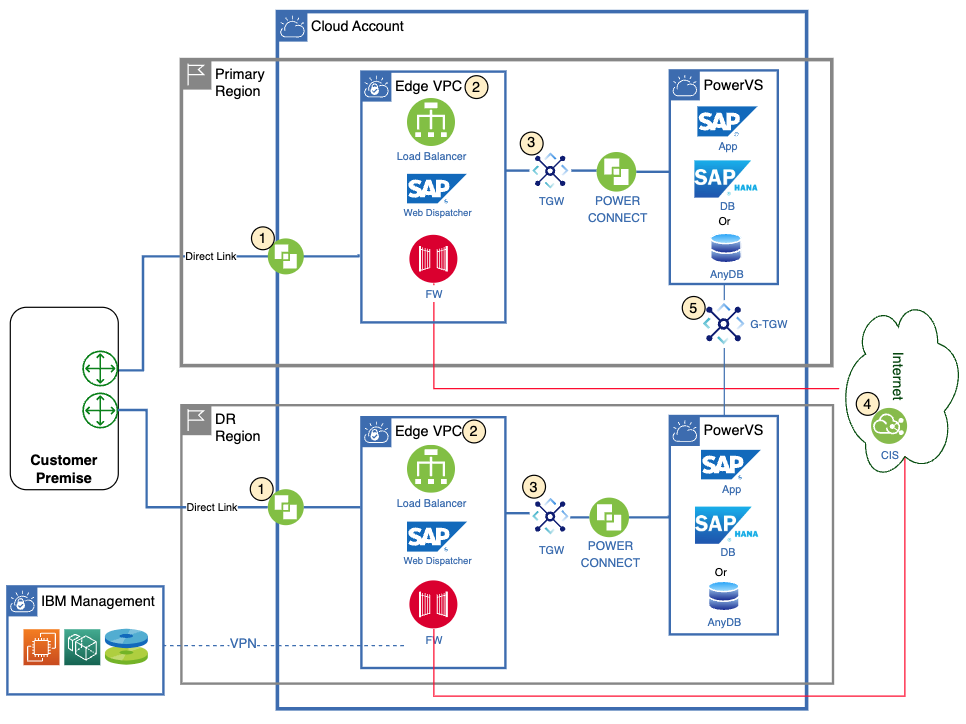 Cloud Account
Primary
Region
Edge VPC
2
Load Balancer
SAP
Web Dispatcher
FW
3
TGW
POWER
CONNECT
PowerVS
SAP
App
SAP HANA
DB
Or
AnyDB
1
Direct Link
5
G-TGW
Internet
4
CIS
Customer
Premise
DR
Region
Edge VPC
2
Load Balancer
SAP
Web Dispatcher
FW
3
TGW
POWER
CONNECT
PowerVS
SAP
App
SAP HANA
DB
Or
AnyDB
1
Direct Link
IBM Management
VPN